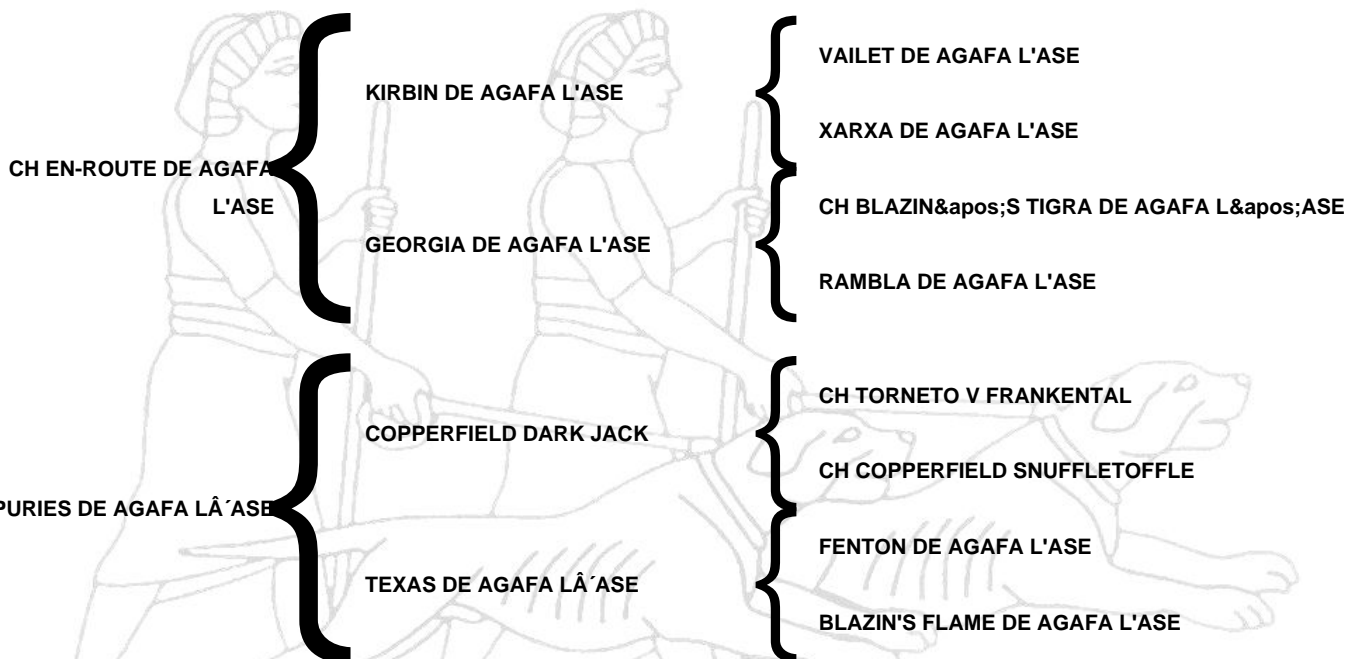 CH EN-ROUTE DE AGAFA
L'ASE
KIRBIN DE AGAFA L'ASE
GEORGIA DE AGAFA L'ASE
VAILET DE AGAFA L'ASE
XARXA DE AGAFA L'ASE
CH BLAZIN&apos;S TIGRA DE AGAFA L&apos;ASE
RAMBLA DE AGAFA L'ASE
PURIES DE AGAFA LÂ´ASE
COPPERFIELD DARK JACK
TEXAS DE AGAFA LÂ´ASE
CH TORNETO V FRANKENTAL
CH COPPERFIELD SNUFFLETOFFLE
FENTON DE AGAFA L'ASE
BLAZIN'S FLAME DE AGAFA L'ASE